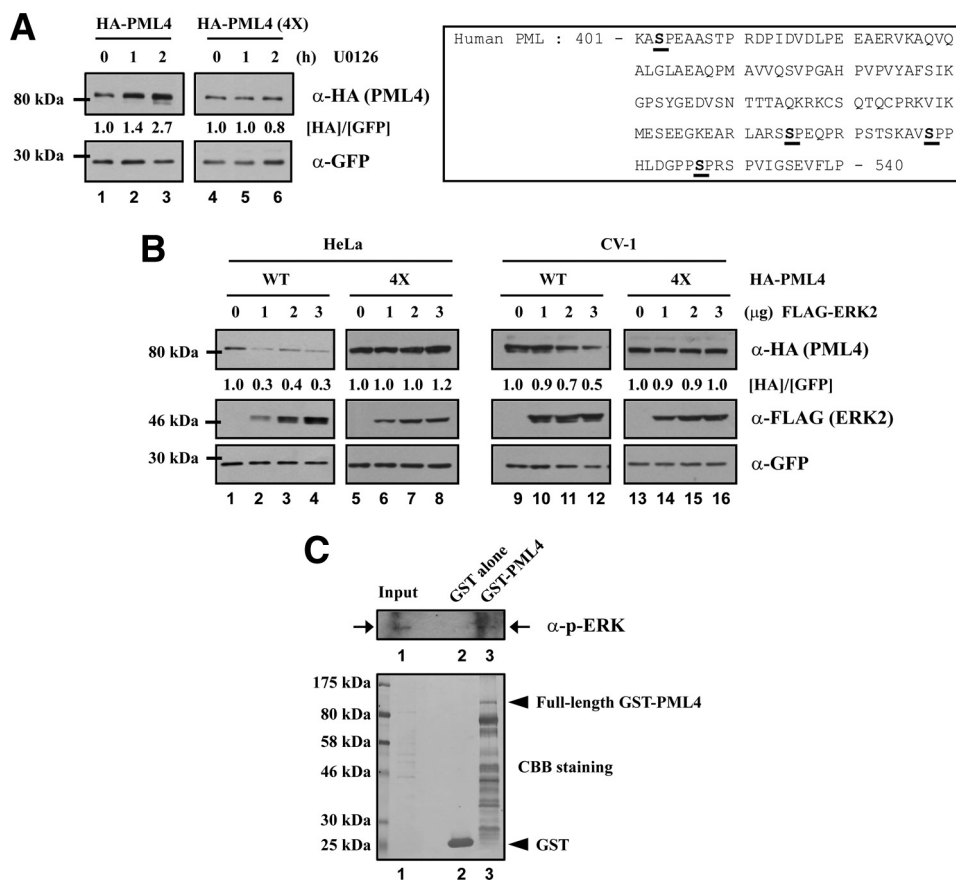 A
HA-PML4 HA-PML4 (4X)
0 1 2 0 1 2 (h) U0126
80 kDa α-HA (PML4)
1.0 1.4 2.7 1.0 1.0 0.8 [HA]/[GFP]
30 kDa α-GFP
1 2 3 4 5 6
Human PML : 401 - KASPEAASTP RDPIDVDLPEE EAERVKAQVQ
ALGLAEAQPM AVVQSVPGAH PVPVYAFSIK
GPSYGEDVSN TTTAQKRKCS QTQCPRKVIK
MESEEGKEAR LARSSPEQPR PSTSKAVSPP
HLDGPPSPRS PVIGSEVFLP - 540
B
HeLa CV-1
WT 4X WT 4X HA-PML4
0 1 2 3 0 1 2 3 0 1 2 3 0 1 2 3 (μg) FLAG-ERK2
80 kDa α-HA (PML4)
1.0 0.3 0.4 0.3 1.0 1.0 1.0 1.2 1.0 0.9 0.7 0.5 1.0 0.9 0.9 1.0 [HA]/[GFP]
46 kDa α-FLAG (ERK2)
30 kDa α-GFP
1 2 3 4 5 6 7 8 9 10 11 12 13 14 15 16
C
Input GST alone GST-PML4
α-p-ERK
1 2 3
175 kDa
Full-length GST-PML4
80 kDa
58 kDa
CBB staining
46 kDa
30 kDa
25 kDa GST
1 2 3